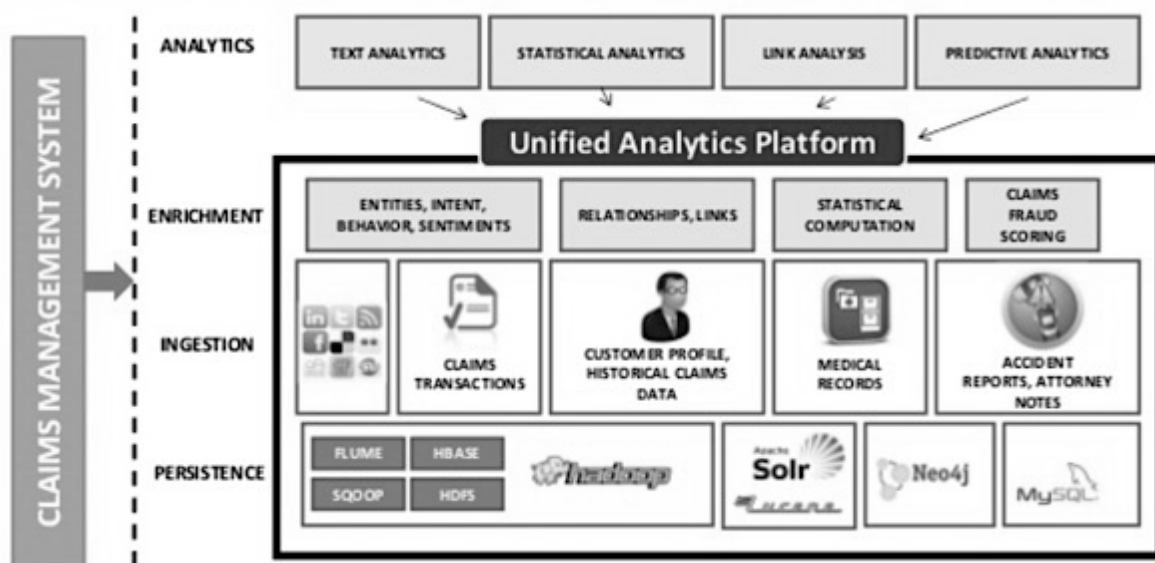 CLAIMS MANAGEMENT SYSTEM
ANALYTICS
TEXT ANALYTICS
STATISTICAL ANALYTICS
LINK ANALYSIS
PREDICTIVE ANALYTICS
Unified Analytics Platform
ENRICHMENT
ENTITIES, INTENT,
BEHAVIOR, SENTIMENTS
RELATIONSHIPS, LINKS
STATISTICAL
COMPUTATION
CLAIMS
FRAUD
SCORING
INGESTION
in
t
f
CLAIMS
TRANSACTIONS
CUSTOMER PROFILE,
HISTORICAL CLAIMS
DATA
MEDICAL
RECORDS
ACCIDENT
REPORTS, ATTORNEY
NOTES
PERSISTENCE
FLUME
HBASE
SQOOP
HDFS
hadoop
Apache
Solr
Lucene
Neo4j
MySQL